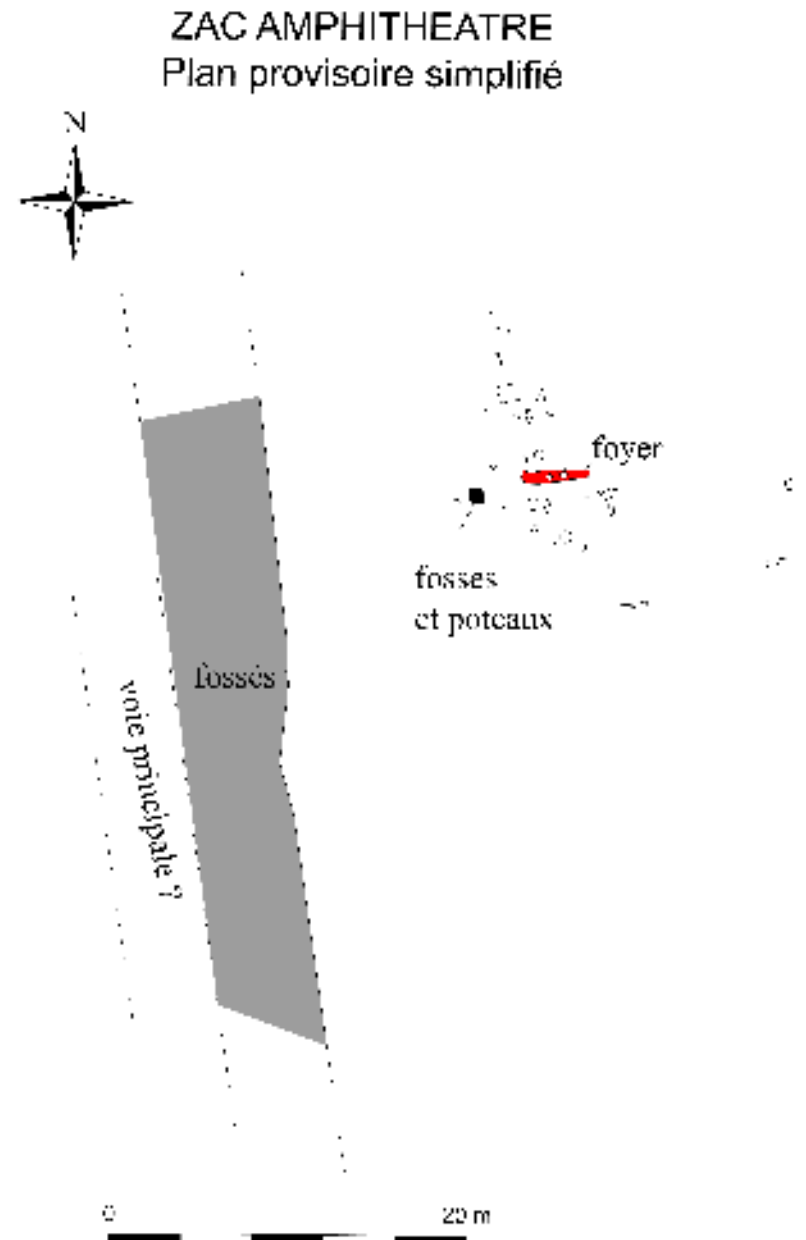 ZAC AMPHITHEATRE
Plan provisoire simplifié
N
foyer
fosses
et poteaux
fossés
voie principale ?
0
20 m